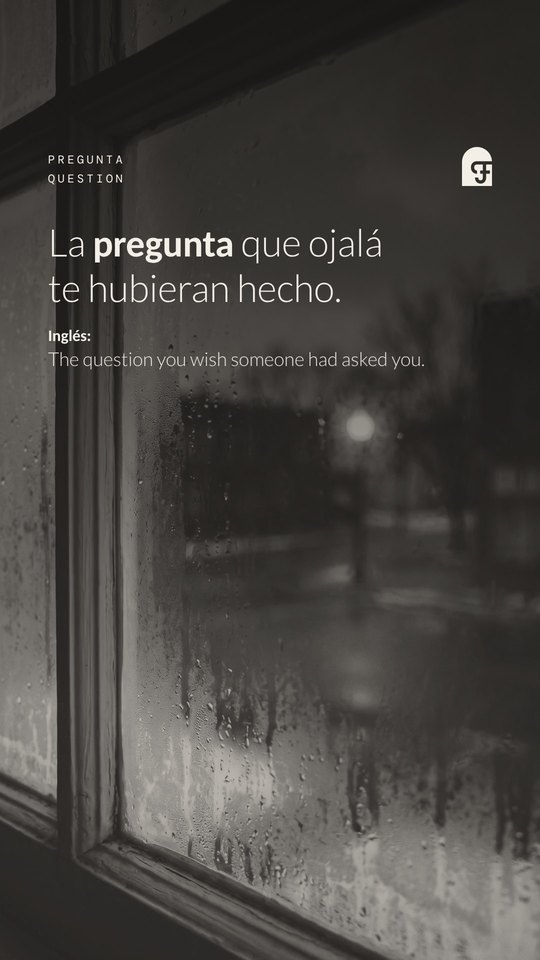 PREGUNTA
QUESTION
La pregunta que ojalá
te hubieran hecho.
Inglés:
The question you wish someone had asked you.